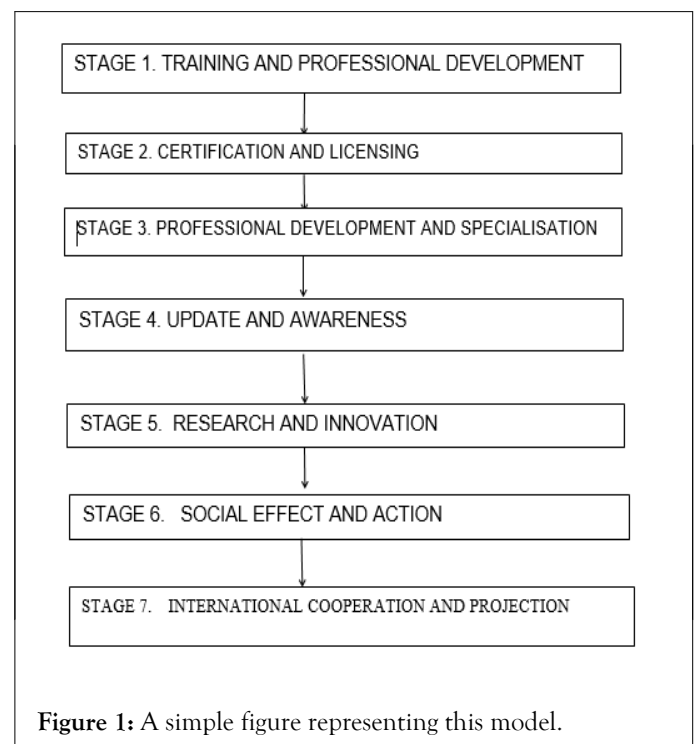 STAGE 1. TRAINING AND PROFESSIONAL DEVELOPMENT
STAGE 2. CERTIFICATION AND LICENSING
STAGE 3. PROFESSIONAL DEVELOPMENT AND SPECIALISATION
STAGE 4. UPDATE AND AWARENESS
STAGE 5. RESEARCH AND INNOVATION
STAGE 6. SOCIAL EFFECT AND ACTION
STAGE 7. INTERNATIONAL COOPERATION AND PROJECTION
Figure 1: A simple figure representing this model.